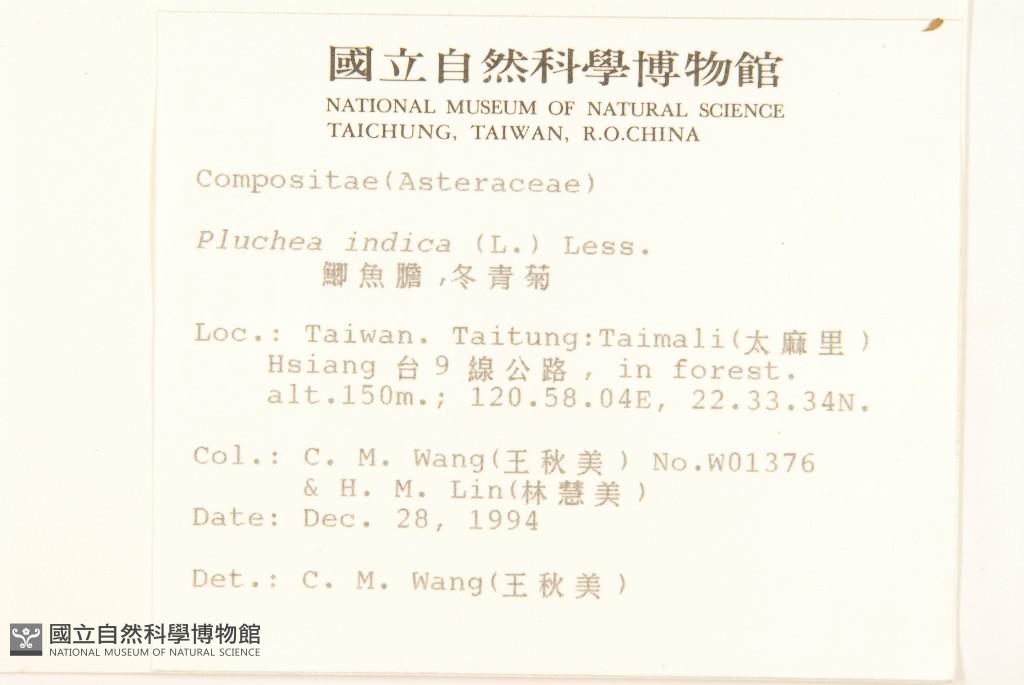 國立自然科學博物館
NATIONAL MUSEUM OF NATURAL SCIENCE
TAICHUNG, TAIWAN, R.O.CHINA
Compositae(Asteraceae)
Pluchea indica (L.) Less.
鯽魚膽,冬青菊
Loc.: Taiwan. Taitung:Taimali(太麻里)
Hsiang 台9線公路, in forest.
alt.150m.; 120.58.04E, 22.33.34N.
Col.: C. M. Wang(王秋美) No.W01376
& H. M. Lin(林慧美)
Date: Dec. 28, 1994
Det.: C. M. Wang(王秋美)
國立自然科學博物館
NATIONAL MUSEUM OF NATURAL SCIENCE